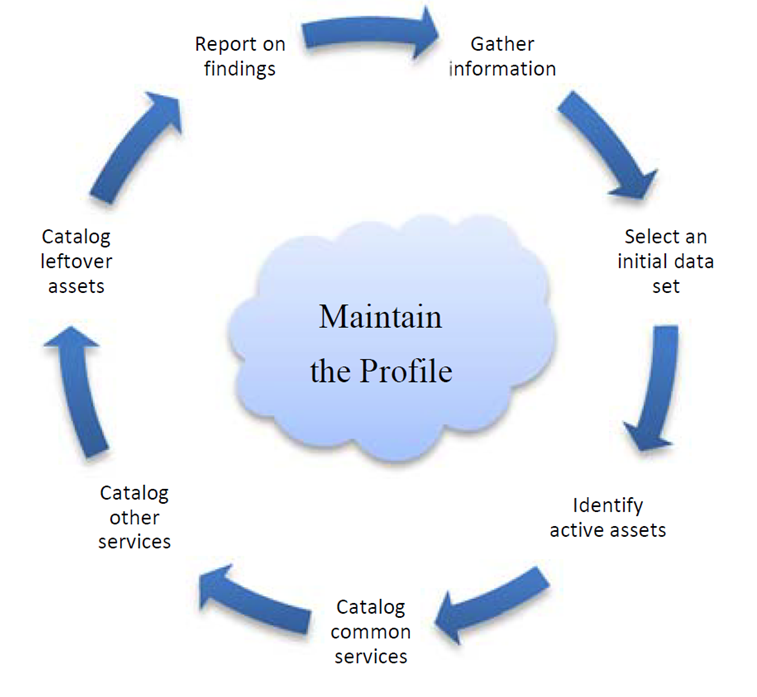 Report on
findings
Gather
information
Select an
initial data
set
Identify
active assets
Catalog
common
services
Catalog
other
services
Catalog
leftover
assets
Maintain
the Profile